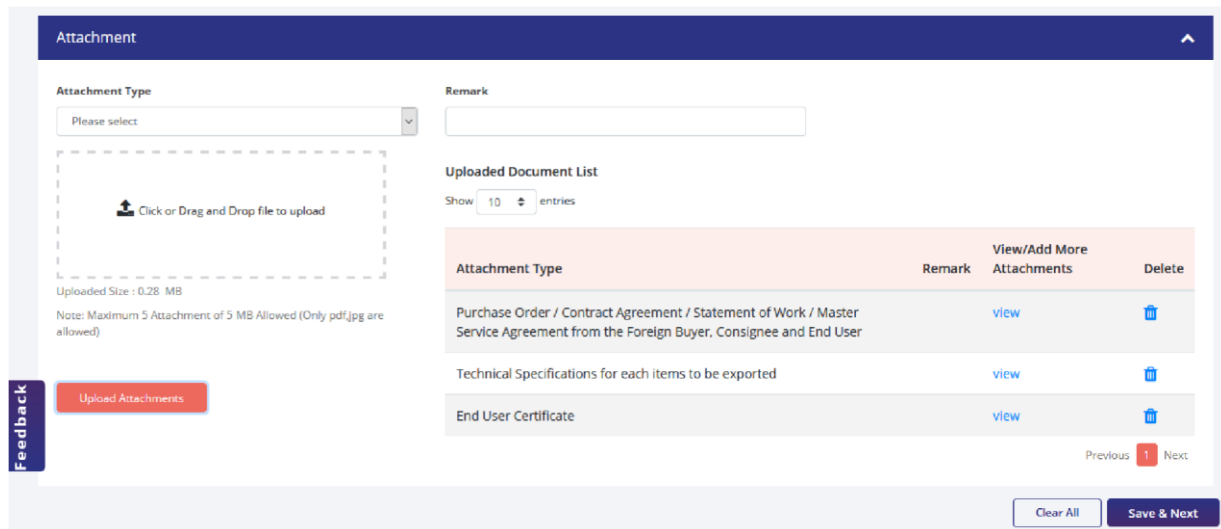 Attachment
Attachment Type
Please select
Click or Drag and Drop file to upload
Uploaded Size : 0.28 MB
Note: Maximum 5 Attachment of 5 MB Allowed (Only pdf,jpg are
allowed)
Upload Attachments
Remark
Uploaded Document List
Show 10 entries
Attachment Type Remark View/Add More
Attachments Delete
Purchase Order / Contract Agreement / Statement of Work / Master
Service Agreement from the Foreign Buyer, Consignee and End User view
Technical Specifications for each items to be exported view
End User Certificate view
Previous 1 Next
Feedback
Clear All Save & Next